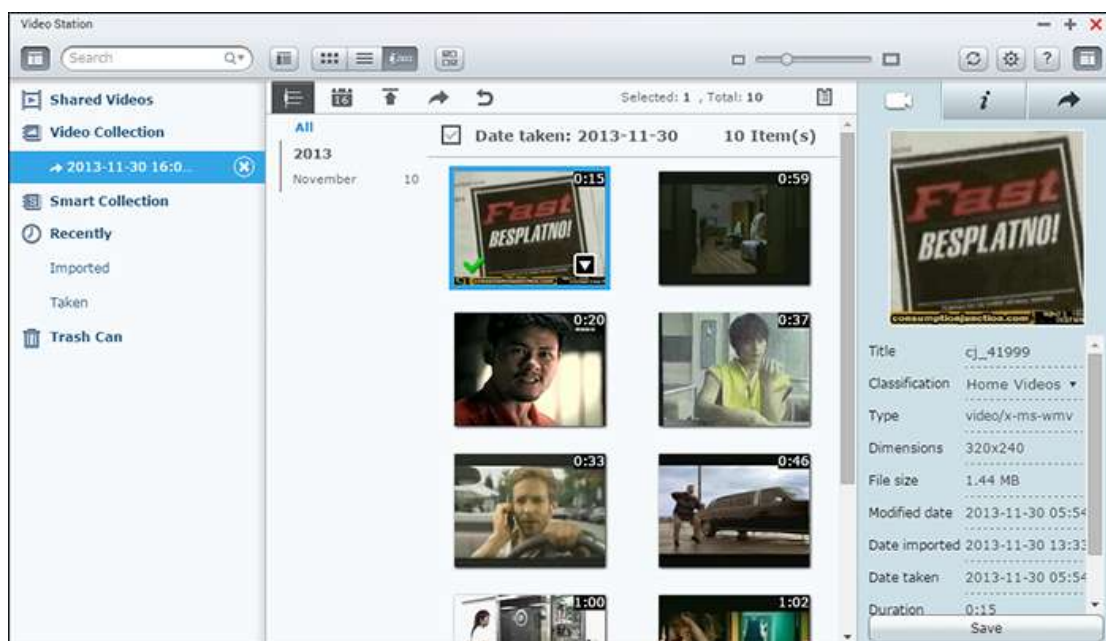 Video Station
Search
Shared Videos
Video Collection
2013-11-30 16:0..
Smart Collection
Recently
Imported
Taken
Trash Can
16
Selected: 1 , Total: 10
All
2013
November 10
Date taken: 2013-11-30 10 Item(s)
0:15
Fast
BESPLATNO!
0:59
0:20
0:37
0:33
0:46
1:00
1:02
i
Fast
BESPLATNO!
consumptionjunction.com
Title cj_41999
Classification Home Videos
Type video/x-ms-wmv
Dimensions 320x240
File size 1.44 MB
Modified date 2013-11-30 05:54
Date imported 2013-11-30 13:33
Date taken 2013-11-30 05:54
Duration 0:15
Save